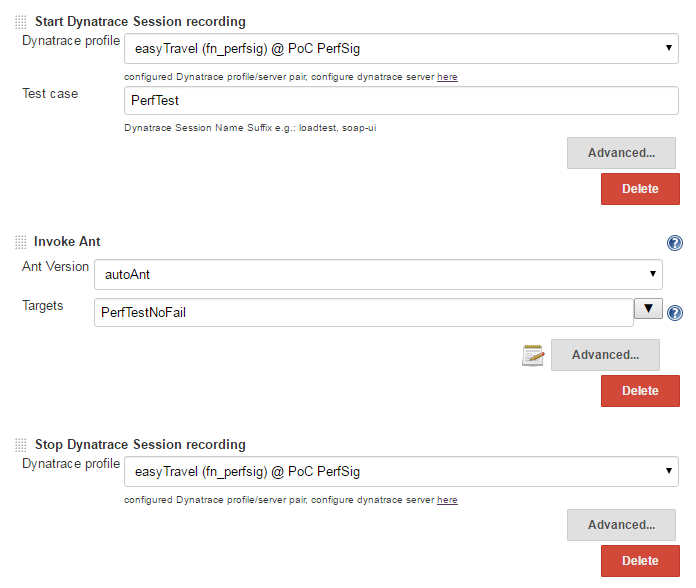 Start Dynatrace Session recording
Dynatrace profile
easyTravel (fn_perfsig) @ PoC PerfSig
configured Dynatrace profile/server pair, configure dynatrace server here
Test case
PerfTest
Dynatrace Session Name Suffix e.g.: loadtest, soap-ui
Advanced...
Delete
Invoke Ant
Ant Version
autoAnt
Targets
PerfTestNoFail
Advanced...
Delete
Stop Dynatrace Session recording
Dynatrace profile
easyTravel (fn_perfsig) @ PoC PerfSig
configured Dynatrace profile/server pair, configure dynatrace server here
Advanced...
Delete